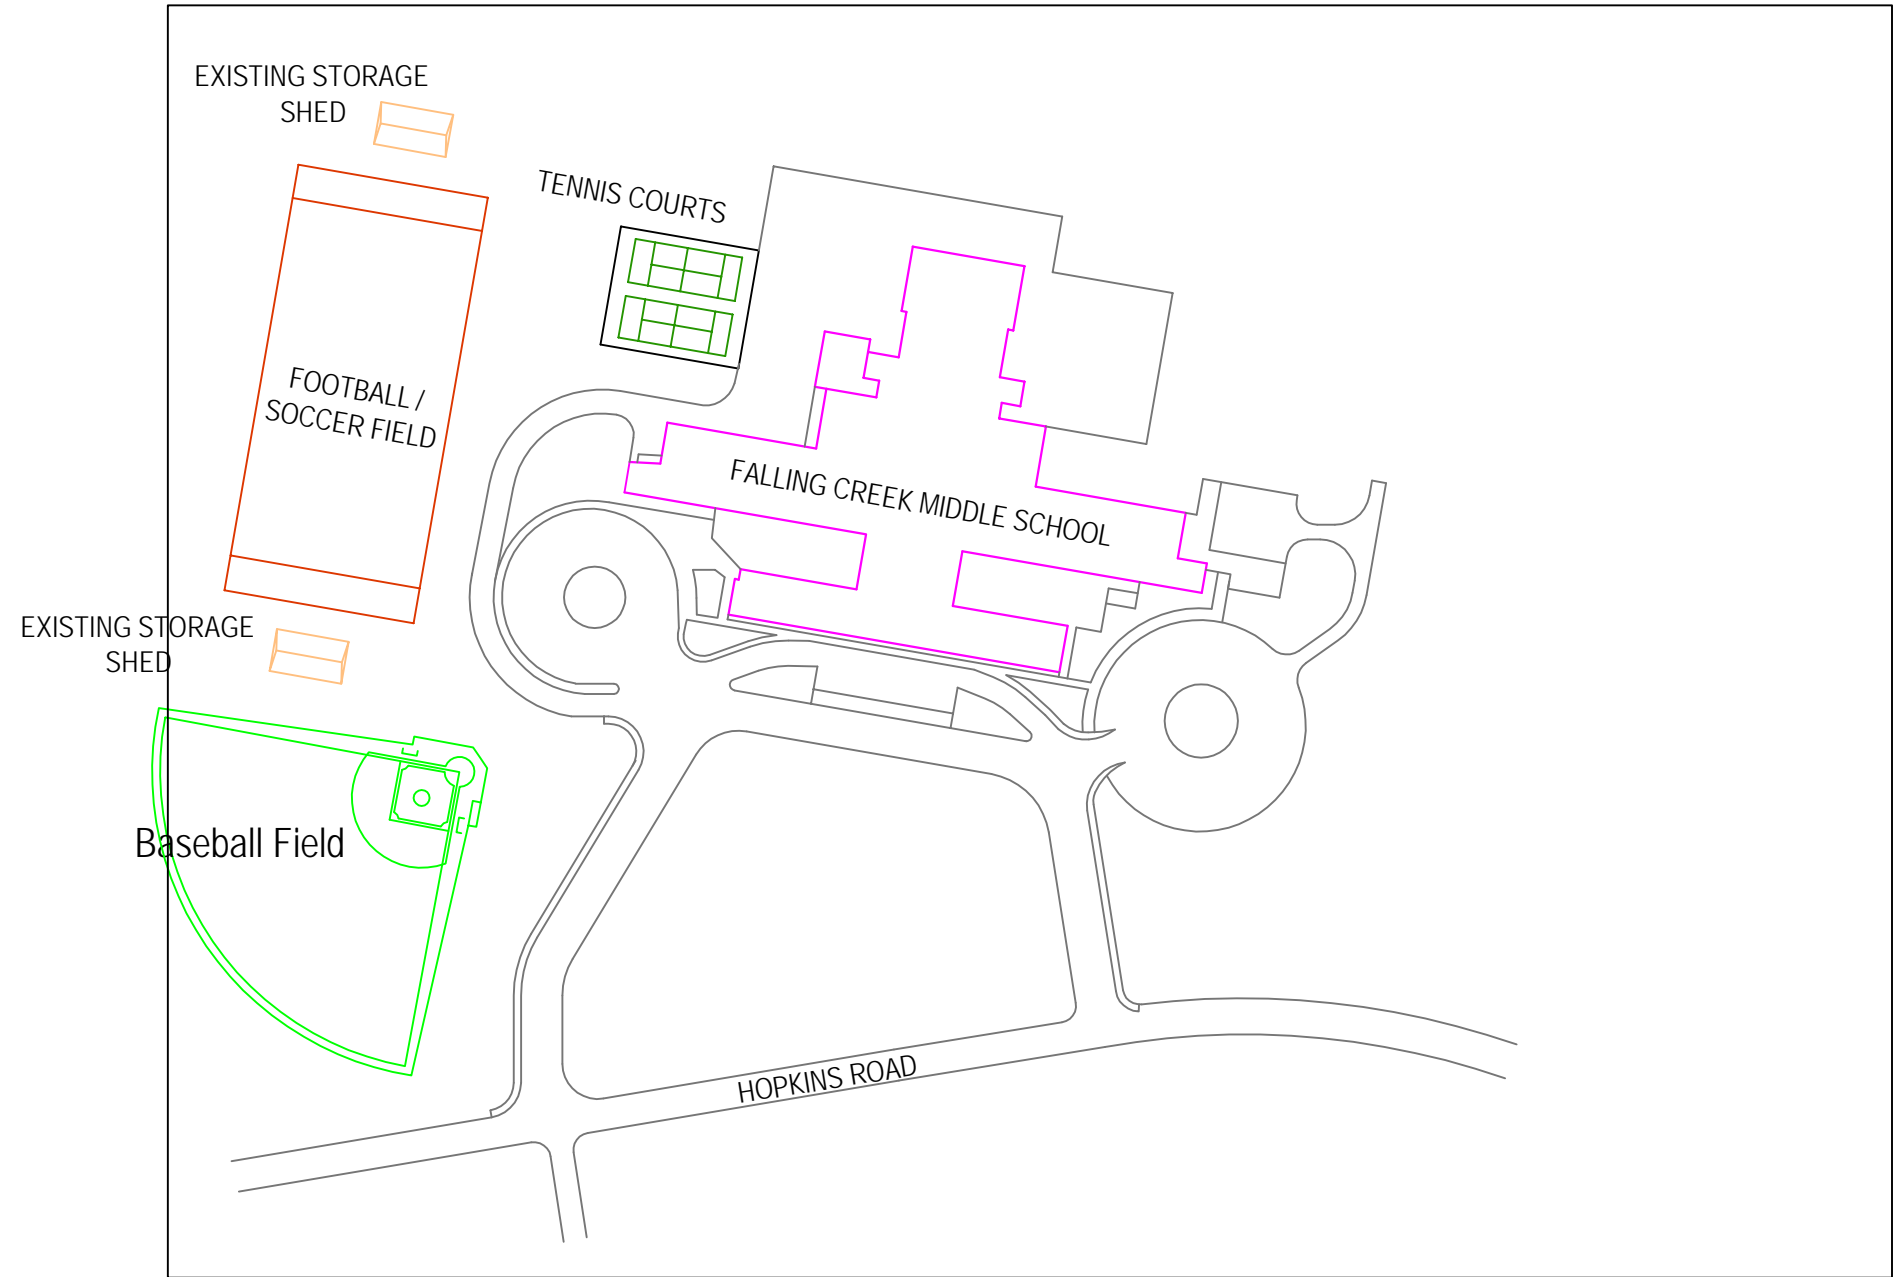 EXISTING STORAGE
SHED
TENNIS COURTS
FOOTBALL /
SOCCER FIELD
FALLING CREEK MIDDLE SCHOOL
EXISTING STORAGE
SHED
Baseball Field
HOPKINS ROAD